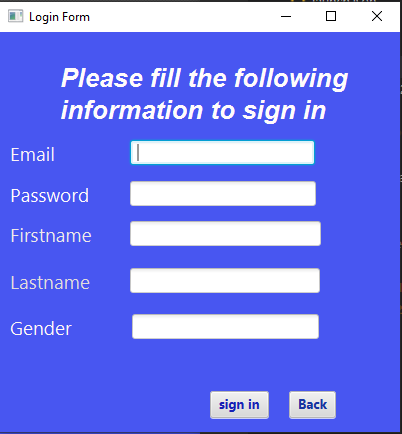 Login Form
Please fill the following
information to sign in
Email
Password
Firstname
Lastname
Gender
sign in Back